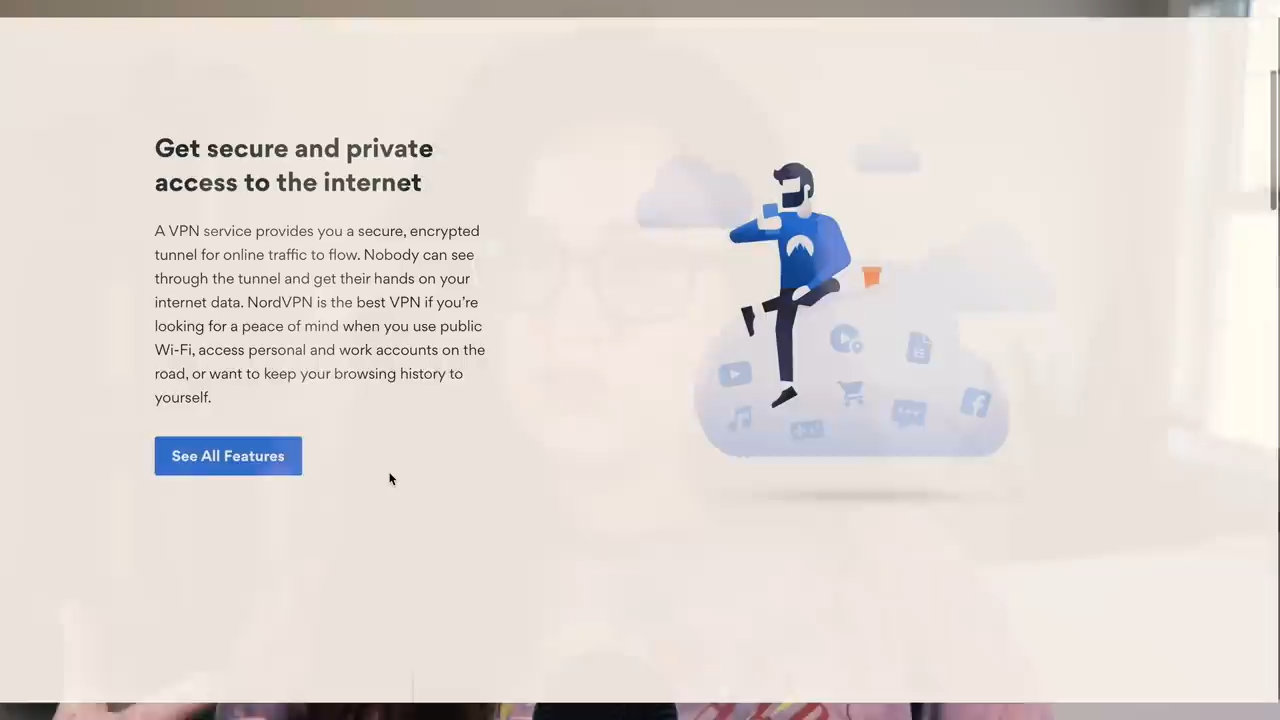 Get secure and private
access to the internet
A VPN service provides you a secure, encrypted
tunnel for online traffic to flow. Nobody can see
through the tunnel and get their hands on your
internet data. NordVPN is the best VPN if you’re
looking for a peace of mind when you use public
Wi-Fi, access personal and work accounts on the
road, or want to keep your browsing history to
yourself.
See All Features